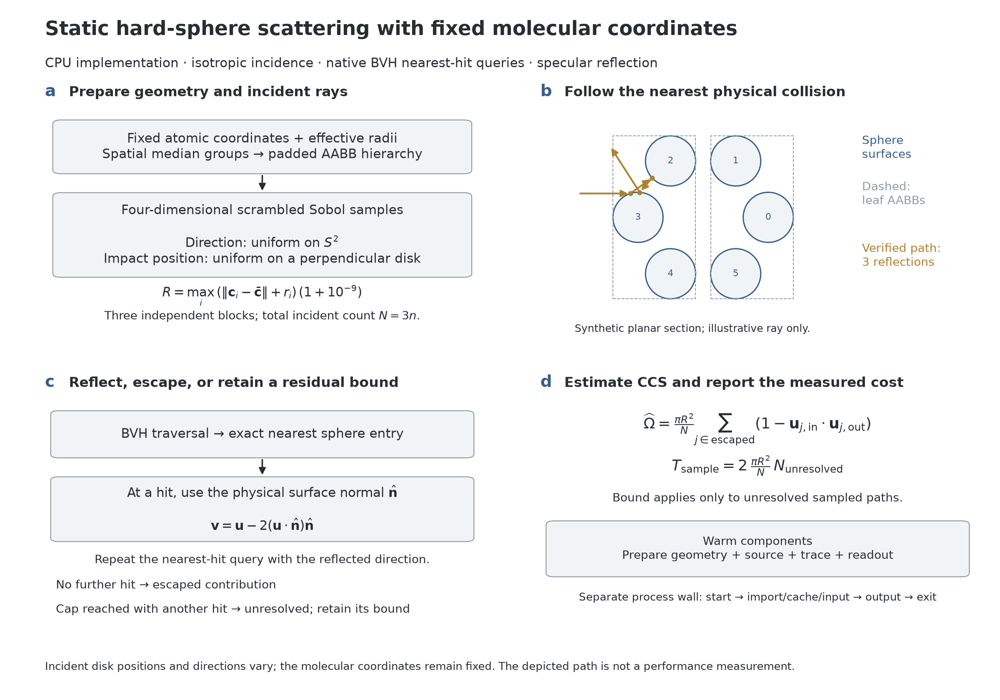 Static hard-sphere scattering with fixed molecular coordinates
CPU implementation · isotropic incidence · native BVH nearest-hit queries · specular reflection
a Prepare geometry and incident rays
Fixed atomic coordinates + effective radii
Spatial median groups → padded AABB hierarchy
Four-dimensional scrambled Sobol samples
Direction: uniform on S²
Impact position: uniform on a perpendicular disk
R = max_i (‖c_i − c̄‖ + r_i) (1 + 10⁻⁹)
Three independent blocks; total incident count N = 3n.
b Follow the nearest physical collision
2
1
3
0
4
5
Sphere
surfaces
Dashed:
leaf AABBs
Verified path:
3 reflections
Synthetic planar section; illustrative ray only.
c Reflect, escape, or retain a residual bound
BVH traversal → exact nearest sphere entry
At a hit, use the physical surface normal n̂
v = u − 2(u · n̂)n̂
Repeat the nearest-hit query with the reflected direction.
No further hit → escaped contribution
Cap reached with another hit → unresolved; retain its bound
d Estimate CCS and report the measured cost
Ω̂ = πR²/N ∑_{j ∈ escaped} (1 − u_{j,in} · u_{j,out})
T_sample = 2 πR²/N N_unresolved
Bound applies only to unresolved sampled paths.
Warm components
Prepare geometry + source + trace + readout
Separate process wall: start → import/cache/input → output → exit
Incident disk positions and directions vary; the molecular coordinates remain fixed. The depicted path is not a performance measurement.